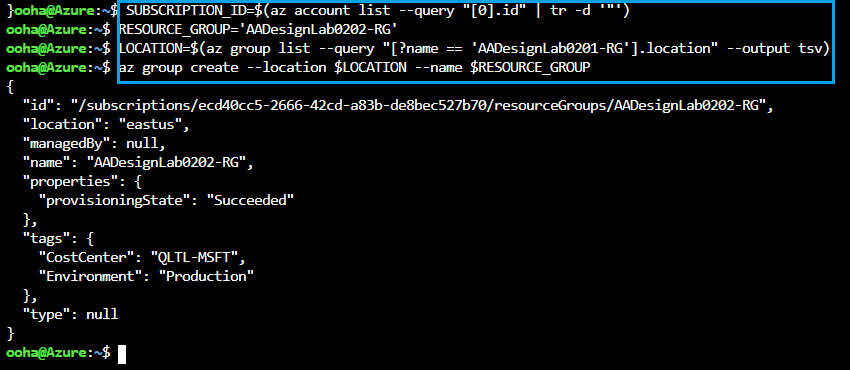 }ooha@Azure:~$ SUBSCRIPTION_ID=$(az account list --query "[0].id" | tr -d '"')
ooha@Azure:~$ RESOURCE_GROUP='AADesignLab0202-RG'
ooha@Azure:~$ LOCATION=$(az group list --query "[?name == 'AADesignLab0201-RG'].location" --output tsv)
ooha@Azure:~$ az group create --location $LOCATION --name $RESOURCE_GROUP
{
  "id": "/subscriptions/ecd40cc5-2666-42cd-a83b-de8bec527b70/resourceGroups/AADesignLab0202-RG",
  "location": "eastus",
  "managedBy": null,
  "name": "AADesignLab0202-RG",
  "properties": {
    "provisioningState": "Succeeded"
  },
  "tags": {
    "CostCenter": "QLTL-MSFT",
    "Environment": "Production"
  },
  "type": null
}
ooha@Azure:~$